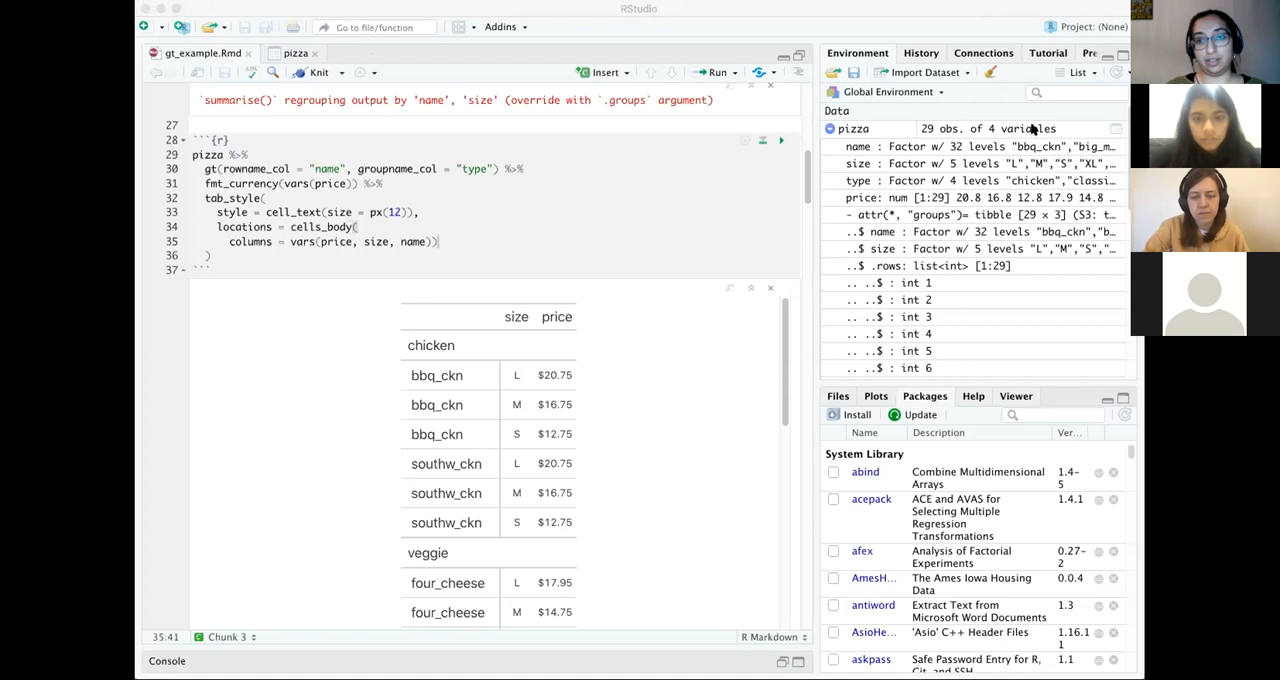 RStudio
Go to file/function
Addins
Project: (None)
gt_example.Rmd
pizza
Knit
Insert
Run
`summarise()` regrouping output by 'name', 'size' (override with `.groups` argument)
27
28 ```{r}
29 pizza %>%
30 gt(rowname_col = "name", groupname_col = "type") %>%
31 fmt_currency(vars(price)) %>%
32 tab_style(
33 style = cell_text(size = px(12)),
34 locations = cells_body(
35 columns = vars(price, size, name))
36 )
37 ```
size price
chicken
bbq_ckn L $20.75
bbq_ckn M $16.75
bbq_ckn S $12.75
southw_ckn L $20.75
southw_ckn M $16.75
southw_ckn S $12.75
veggie
four_cheese L $17.95
four_cheese M $14.75
35:41 Chunk 3 R Markdown
Console
Environment History Connections Tutorial Pre
Import Dataset List
Global Environment
Data
pizza 29 obs. of 4 variables
name : Factor w/ 32 levels "bbq_ckn","big_m…
size : Factor w/ 5 levels "L","M","S","XL,…
type : Factor w/ 4 levels "chicken","classi…
price: num [1:29] 20.8 16.8 12.8 17.9 14.8 …
- attr(*, "groups")= tibble [29 × 3] (S3: t…
..$ name : Factor w/ 32 levels "bbq_ckn","b…
..$ size : Factor w/ 5 levels "L","M","S",…
..$ .rows: list<int> [1:29]
.. ..$ : int 1
.. ..$ : int 2
.. ..$ : int 3
.. ..$ : int 4
.. ..$ : int 5
.. ..$ : int 6
Files Plots Packages Help Viewer
Install Update
Name Description Ver…
System Library
abind Combine Multidimensional 1.4-
Arrays 5
acepack ACE and AVAS for 1.4.1
Selecting Multiple
Regression
Transformations
afex Analysis of Factorial 0.27-
Experiments 2
AmesH… The Ames Iowa Housing 0.0.4
Data
antiword Extract Text from 1.3
Microsoft Word Documents
AsioHe… 'Asio' C++ Header Files 1.16.1
1
askpass Safe Password Entry for R, 1.1
Git, and SSH